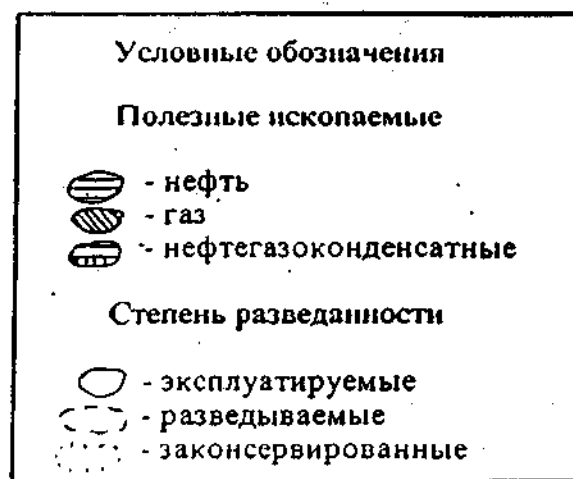 Условные обозначения
Полезные ископаемые
- нефть
- газ
- нефтегазоконденсатные
Степень разведанности
- эксплуатируемые
- разведываемые
- законсервированные